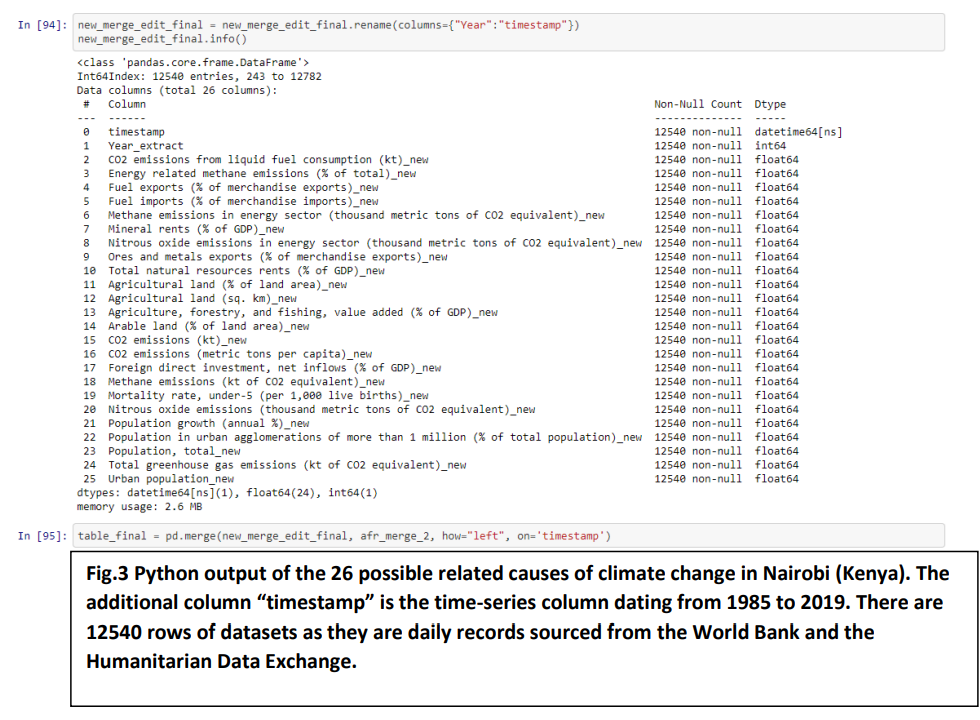 In [94]: new_merge_edit_final = new_merge_edit_final.rename(columns={"Year":"timestamp"})
new_merge_edit_final.info()
<class 'pandas.core.frame.DataFrame'>
Int64Index: 12540 entries, 243 to 12782
Data columns (total 26 columns):
# Column Non-Null Count Dtype
--- ------ -------------- -----
0 timestamp 12540 non-null datetime64[ns]
1 Year_extract 12540 non-null int64
2 CO2 emissions from liquid fuel consumption (kt)_new 12540 non-null float64
3 Energy related methane emissions (% of total)_new 12540 non-null float64
4 Fuel exports (% of merchandise exports)_new 12540 non-null float64
5 Fuel imports (% of merchandise imports)_new 12540 non-null float64
6 Methane emissions in energy sector (thousand metric tons of CO2 equivalent)_new 12540 non-null float64
7 Mineral rents (% of GDP)_new 12540 non-null float64
8 Nitrous oxide emissions in energy sector (thousand metric tons of CO2 equivalent)_new 12540 non-null float64
9 Ores and metals exports (% of merchandise exports)_new 12540 non-null float64
10 Total natural resources rents (% of GDP)_new 12540 non-null float64
11 Agricultural land (% of land area)_new 12540 non-null float64
12 Agricultural land (sq. km)_new 12540 non-null float64
13 Agriculture, forestry, and fishing, value added (% of GDP)_new 12540 non-null float64
14 Arable land (% of land area)_new 12540 non-null float64
15 CO2 emissions (kt)_new 12540 non-null float64
16 CO2 emissions (metric tons per capita)_new 12540 non-null float64
17 Foreign direct investment, net inflows (% of GDP)_new 12540 non-null float64
18 Methane emissions (kt of CO2 equivalent)_new 12540 non-null float64
19 Mortality rate, under-5 (per 1,000 live births)_new 12540 non-null float64
20 Nitrous oxide emissions (thousand metric tons of CO2 equivalent)_new 12540 non-null float64
21 Population growth (annual %)_new 12540 non-null float64
22 Population in urban agglomerations of more than 1 million (% of total population)_new 12540 non-null float64
23 Population, total_new 12540 non-null float64
24 Total greenhouse gas emissions (kt of CO2 equivalent)_new 12540 non-null float64
25 Urban population_new 12540 non-null float64
dtypes: datetime64[ns](1), float64(24), int64(1)
memory usage: 2.6 MB
In [95]: table_final = pd.merge(new_merge_edit_final, afr_merge_2, how="left", on='timestamp')
Fig.3 Python output of the 26 possible related causes of climate change in Nairobi (Kenya). The
additional column “timestamp” is the time-series column dating from 1985 to 2019. There are
12540 rows of datasets as they are daily records sourced from the World Bank and the
Humanitarian Data Exchange.